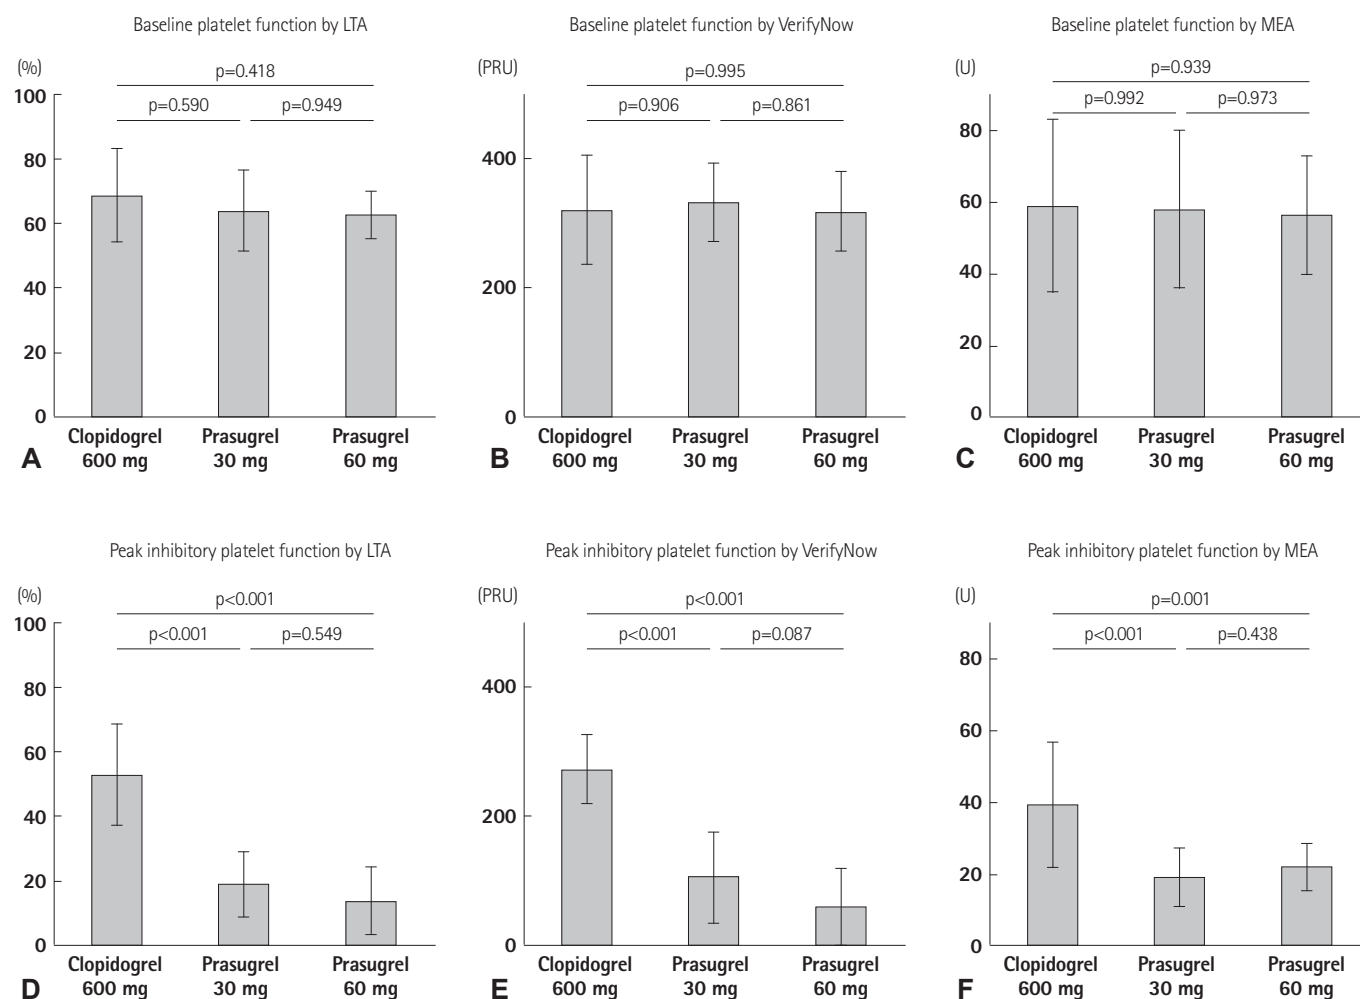 Baseline platelet function by LTA
(%)
p=0.418
p=0.590 p=0.949
100
80
60
40
20
0
Clopidogrel 600 mg
Prasugrel 30 mg
Prasugrel 60 mg
A
Baseline platelet function by VerifyNow
(PRU)
p=0.995
p=0.906 p=0.861
400
200
0
Clopidogrel 600 mg
Prasugrel 30 mg
Prasugrel 60 mg
B
Baseline platelet function by MEA
(U)
p=0.939
p=0.992 p=0.973
80
60
40
20
0
Clopidogrel 600 mg
Prasugrel 30 mg
Prasugrel 60 mg
C
Peak inhibitory platelet function by LTA
(%)
p<0.001
p<0.001 p=0.549
100
80
60
40
20
0
Clopidogrel 600 mg
Prasugrel 30 mg
Prasugrel 60 mg
D
Peak inhibitory platelet function by VerifyNow
(PRU)
p<0.001
p<0.001 p=0.087
400
200
0
Clopidogrel 600 mg
Prasugrel 30 mg
Prasugrel 60 mg
E
Peak inhibitory platelet function by MEA
(U)
p=0.001
p<0.001 p=0.438
80
60
40
20
0
Clopidogrel 600 mg
Prasugrel 30 mg
Prasugrel 60 mg
F